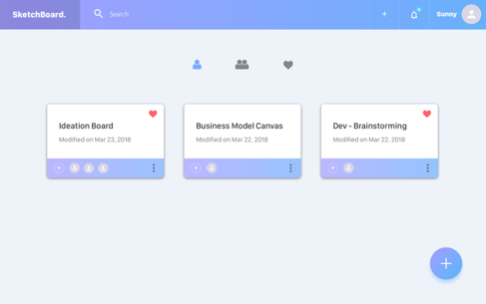 SketchBoard.
Search
Sunny
Ideation Board
Modified on Mar 23, 2018
Business Model Canvas
Modified on Mar 22, 2018
Dev - Brainstorming
Modified on Mar 22, 2018